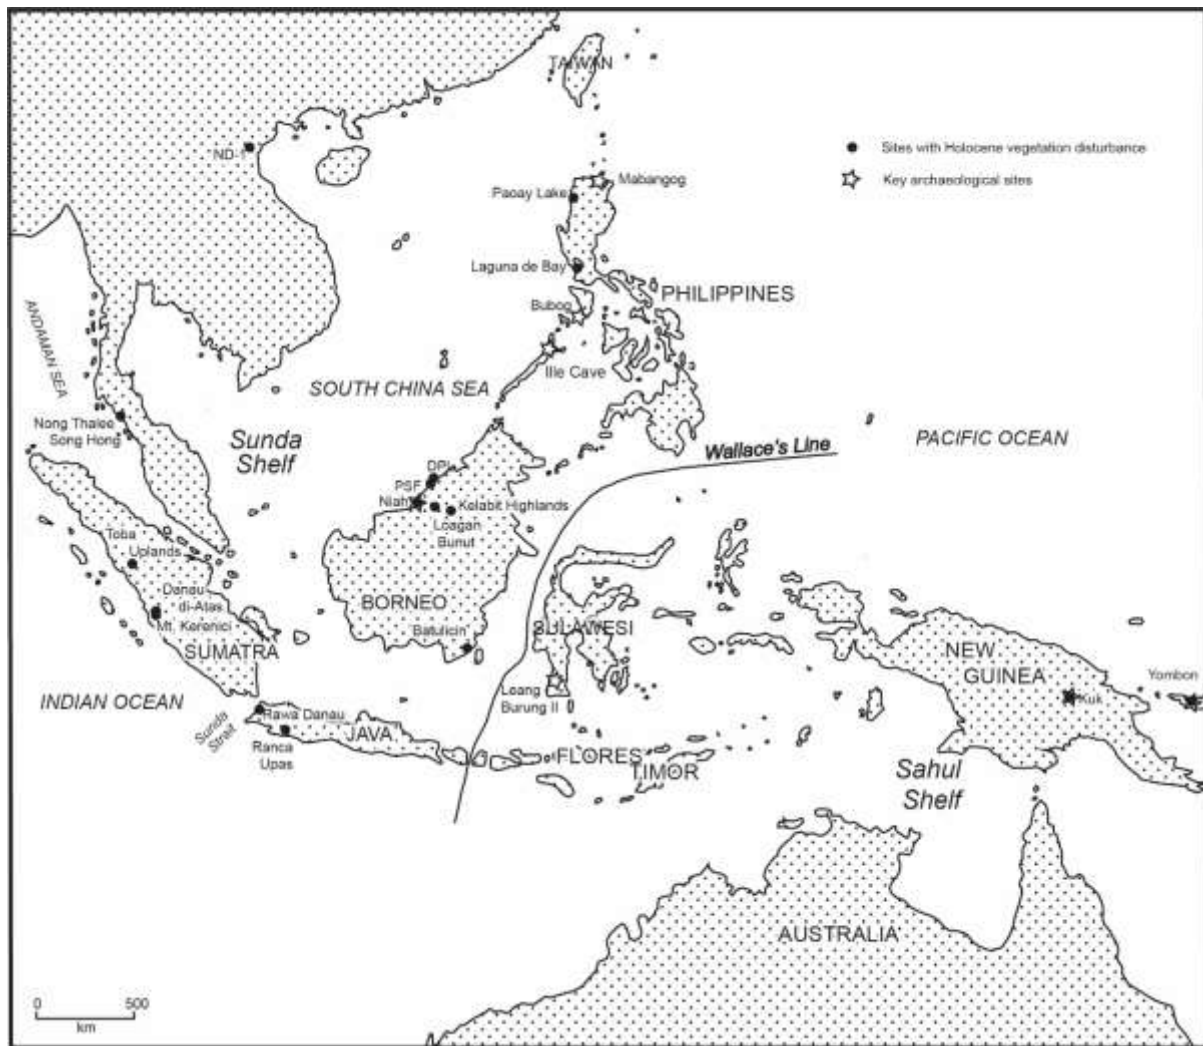 TAIWAN
ND-1
Sites with Holocene vegetation disturbance
Key archaeological sites
Mabangog
Paoay Lake
Laguna de Bay
PHILIPPINES
Bubog
ANDAMAN SEA
Ille Cave
SOUTH CHINA SEA
Nong Thalee
Song Hong
Sunda
Shelf
Wallace's Line
PACIFIC OCEAN
DPL
PSF
Niah
Kelabit Highlands
Loagan
Bunut
Toba
Uplands
Danau
di-Atas
Mt. Kerenici
BORNEO
SULAWESI
Batulicin
SUMATRA
NEW
GUINEA
Yombon
Kuk
INDIAN OCEAN
Leang
Burung II
Sunda
Strait
Rawa Danau
JAVA
Ranca
Upas
FLORES
TIMOR
Sahul
Shelf
AUSTRALIA
0 500
km